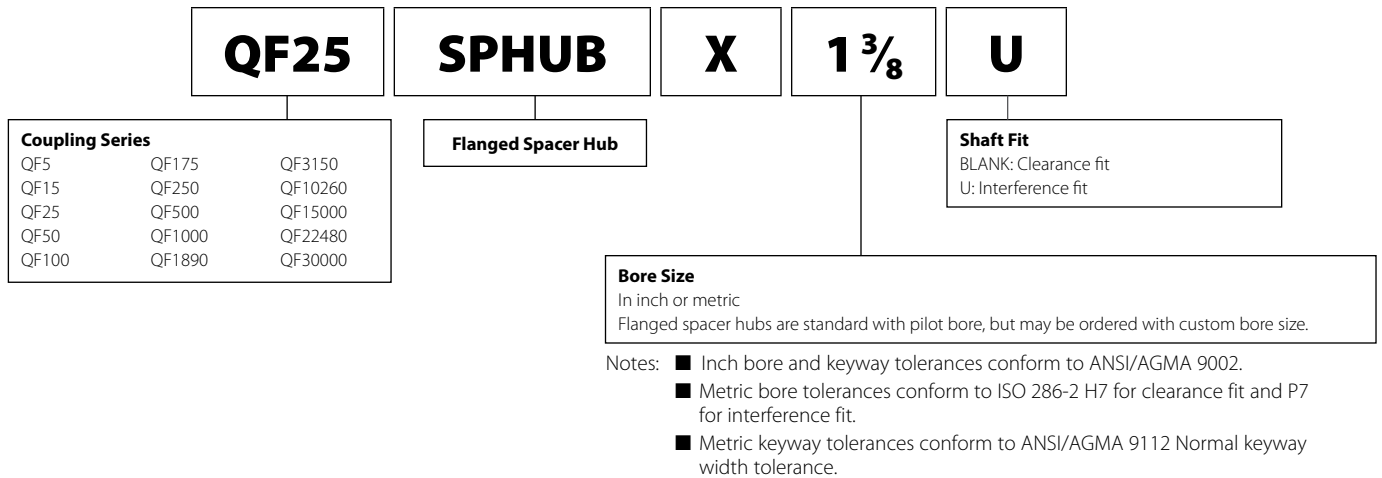 QF25 SPHUB X 1 3⁄8 U
Coupling Series
QF5 QF175 QF3150
QF15 QF250 QF10260
QF25 QF500 QF15000
QF50 QF1000 QF22480
QF100 QF1890 QF30000
Flanged Spacer Hub
Shaft Fit
BLANK: Clearance fit
U: Interference fit
Bore Size
In inch or metric
Flanged spacer hubs are standard with pilot bore, but may be ordered with custom bore size.
Notes: ■ Inch bore and keyway tolerances conform to ANSI/AGMA 9002.
■ Metric bore tolerances conform to ISO 286-2 H7 for clearance fit and P7
for interference fit.
■ Metric keyway tolerances conform to ANSI/AGMA 9112 Normal keyway
width tolerance.